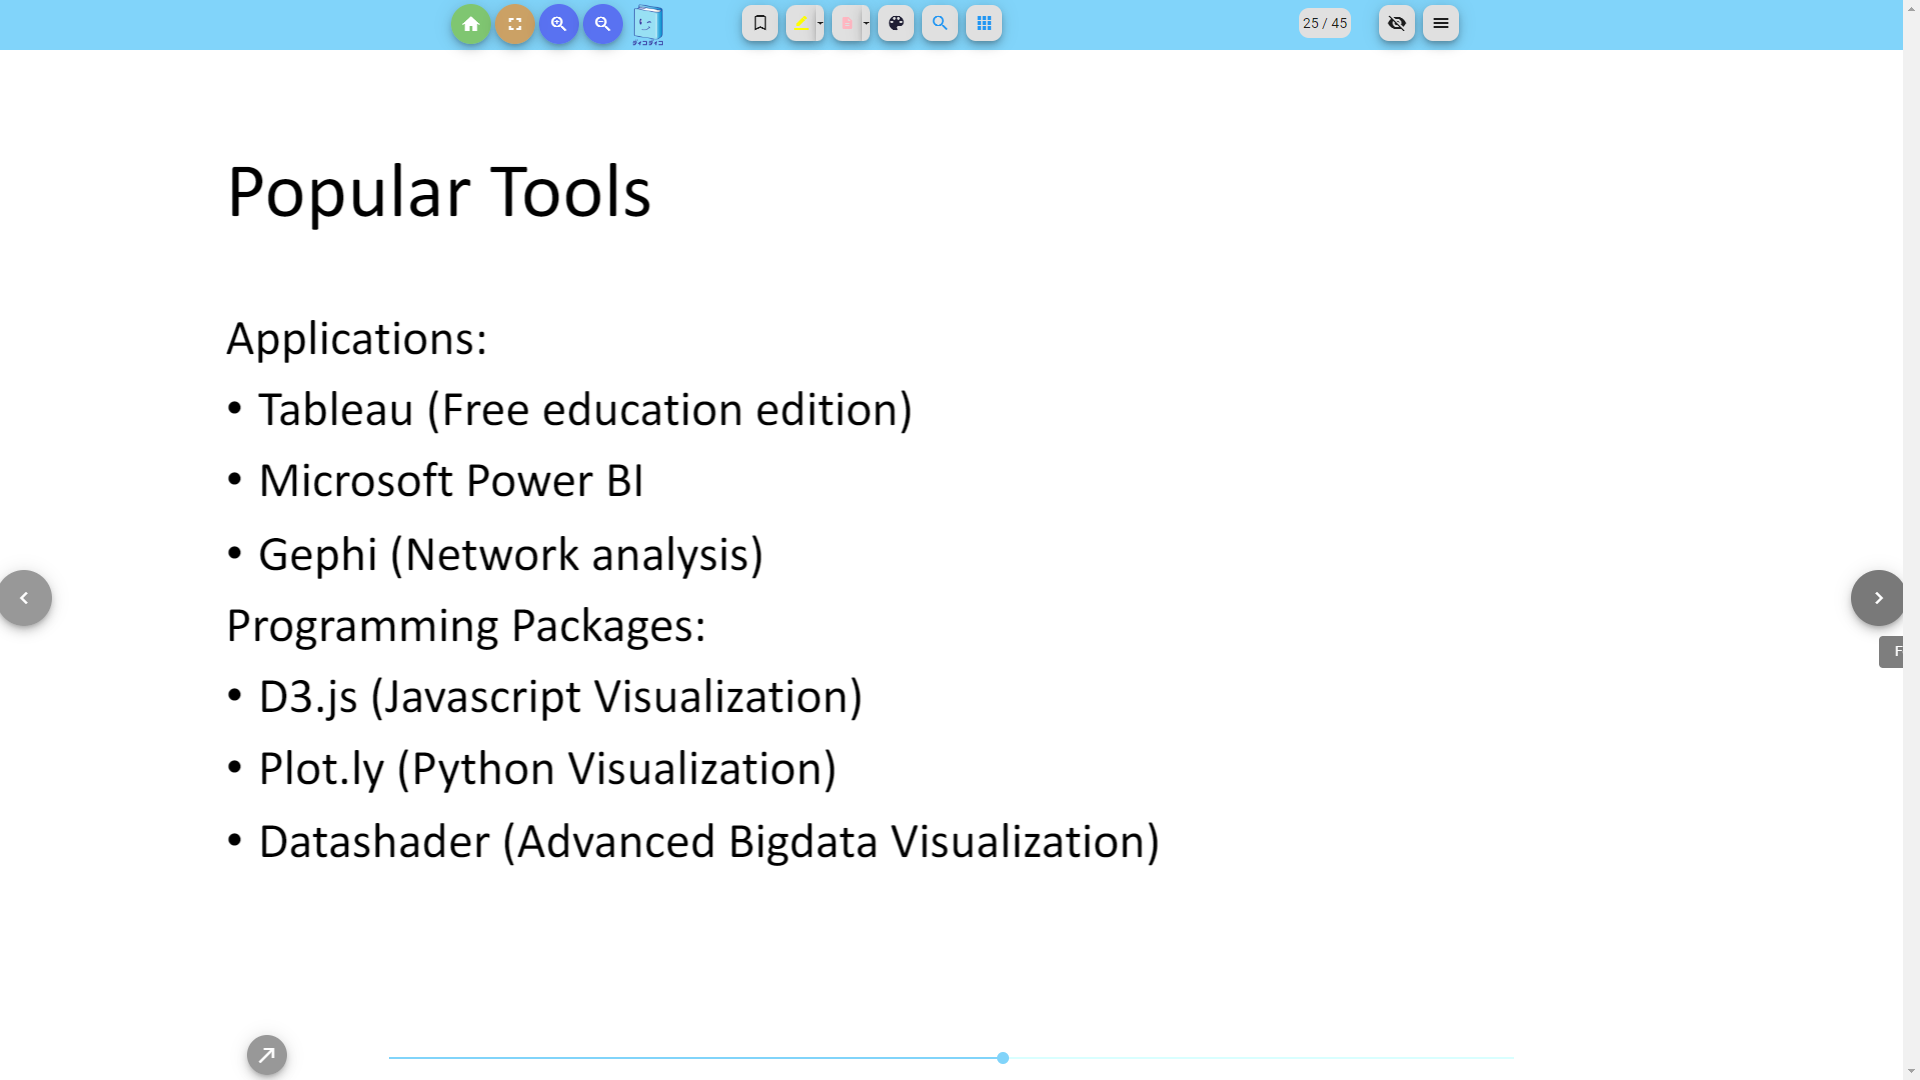 25 / 45
Popular Tools
Applications:
• Tableau (Free education edition)
• Microsoft Power BI
• Gephi (Network analysis)
Programming Packages:
• D3.js (Javascript Visualization)
• Plot.ly (Python Visualization)
• Datashader (Advanced Bigdata Visualization)
F